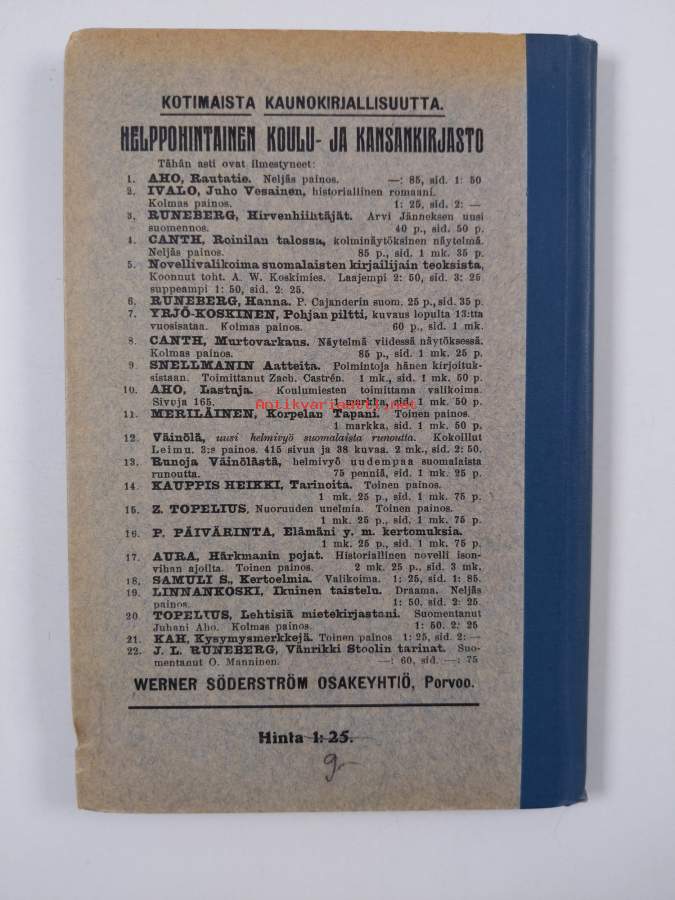 KOTIMAISTA KAUNOKIRJALLISUUTTA.
HELPPOHINTAINEN KOULU- JA KANSANKIRJASTO
Tähän asti ovat ilmestyneet:
1. AHO, Rautatie. Neljäs painos. —: 85, sid. 1: 50
2. IVALO, Juho Vesainen, historiallinen romaani.
Kolmas painos. 1: 25, sid. 2: —
3. RUNEBERG, Hirvenhiihtäjät. Arvi Jänneksen uusi
suomennos. 40 p., sid. 50 p.
4. CANTH, Roinilan talossa, kolminäytöksinen näytelmä.
Neljäs painos. 85 p., sid. 1 mk. 35 p.
5. Novellivalikoima suomalaisten kirjailijain teoksista,
Koonnut toht. A. W. Koskimies. Laajempi 2: 50, sid. 3: 25
suppeampi 1: 50, sid. 2: 25.
6. RUNEBERG, Hanna. P. Cajanderin suom. 25 p., sid. 35 p.
7. YRJÖ-KOSKINEN, Pohjan piltti, kuvaus lopulta 13:tta
vuosisataa. Kolmas painos. 60 p., sid. 1 mk.
8. CANTH, Murtovarkaus. Näytelmä viidessä näytöksessä.
Kolmas painos. 85 p., sid. 1 mk. 25 p.
9. SNELLMANIN Aatteita. Poimintoja hänen kirjoituk-
sistaan. Toimittanut Zach. Castrén. 1 mk., sid. 1 mk. 50 p.
10. AHO, Lastuja. Koulumiesten toimittama valikoima.
Sivuja 165. 1 markka, sid. 1 mk. 50 p.
Antikvariaatti.net
11. MERILÄINEN, Korpelan Tapani. Toinen painos.
1 markka, sid. 1 mk. 50 p.
12. Väinölä, uusi helmivyö suomalaista runoutta. Kokoillut
Leimu. 3:s painos. 415 sivua ja 38 kuvaa. 2 mk., sid. 2: 50.
13. Runoja Väinölästä, helmivyö uudempaa suomalaista
runoutta. 75 penniä, sid. 1 mk. 25 p.
14. KAUPPIS HEIKKI, Tarinoita. Toinen painos.
1 mk. 25 p., sid. 1 mk. 75 p.
15. Z. TOPELIUS, Nuoruuden unelmia. Toinen painos.
1 mk. 25 p., sid. 1 mk. 75 p.
16. P. PÄIVÄRINTA, Elämäni y. m. kertomuksia.
1 mk. 25 p., sid. 1 mk. 75 p.
17. AURA, Härkmanin pojat. Historiallinen novelli ison-
vihan ajoilta. Toinen painos. 2 mk. 25 p., sid. 3 mk.
18. SAMULI S., Kertoelmia. Valikoima. 1: 25, sid. 1: 85.
19. LINNANKOSKI, Ikuinen taistelu. Draama. Neljäs
painos. 1: 50, sid. 2: 25
20. TOPELIUS, Lehtisiä mietekirjastani. Suomentanut
Juhani Aho. Kolmas painos. 1: 50. 2: 25
21. KAH, Kysymysmerkkejä. Toinen painos 1: 25, sid. 2: —
22. J. L. RUNEBERG, Vänrikki Stoolin tarinat. Suo-
mentanut O. Manninen. —: 60, sid. —: 75
WERNER SÖDERSTRÖM OSAKEYHTIÖ, Porvoo.
Hinta 1: 25.
9-